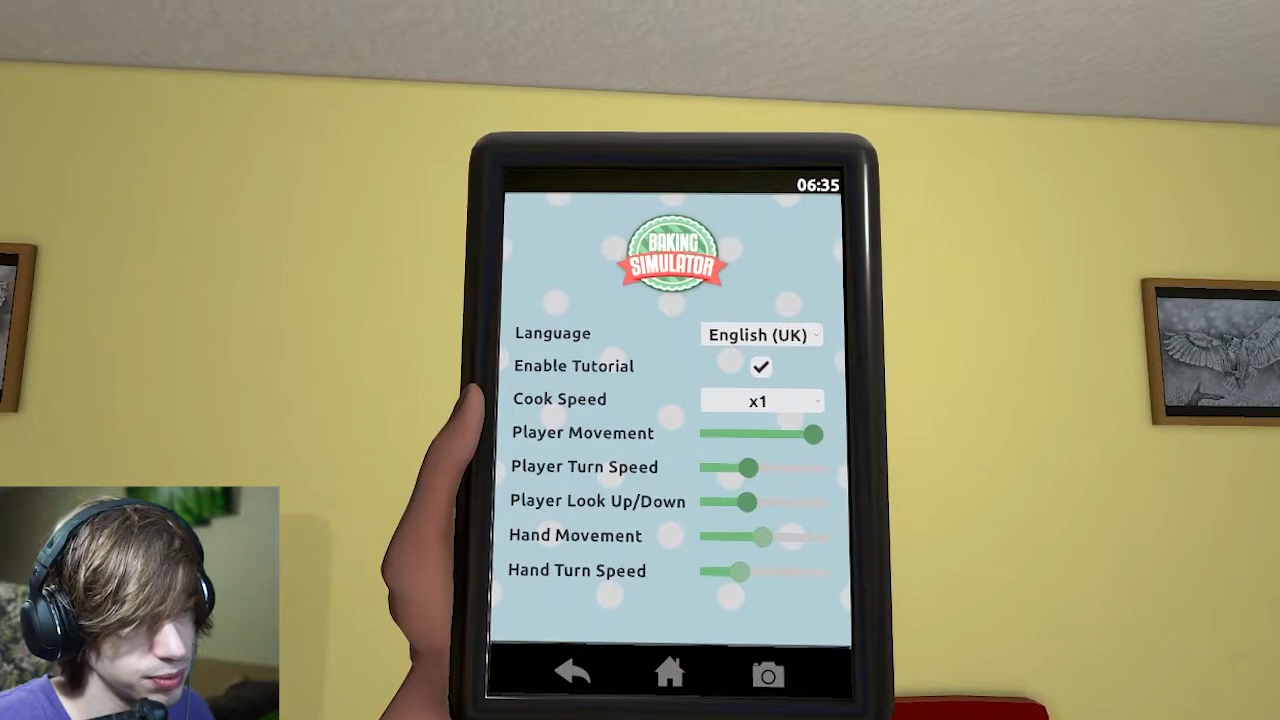 06:35
BAKING
SIMULATOR
Language English (UK)
Enable Tutorial
Cook Speed x1
Player Movement
Player Turn Speed
Player Look Up/Down
Hand Movement
Hand Turn Speed